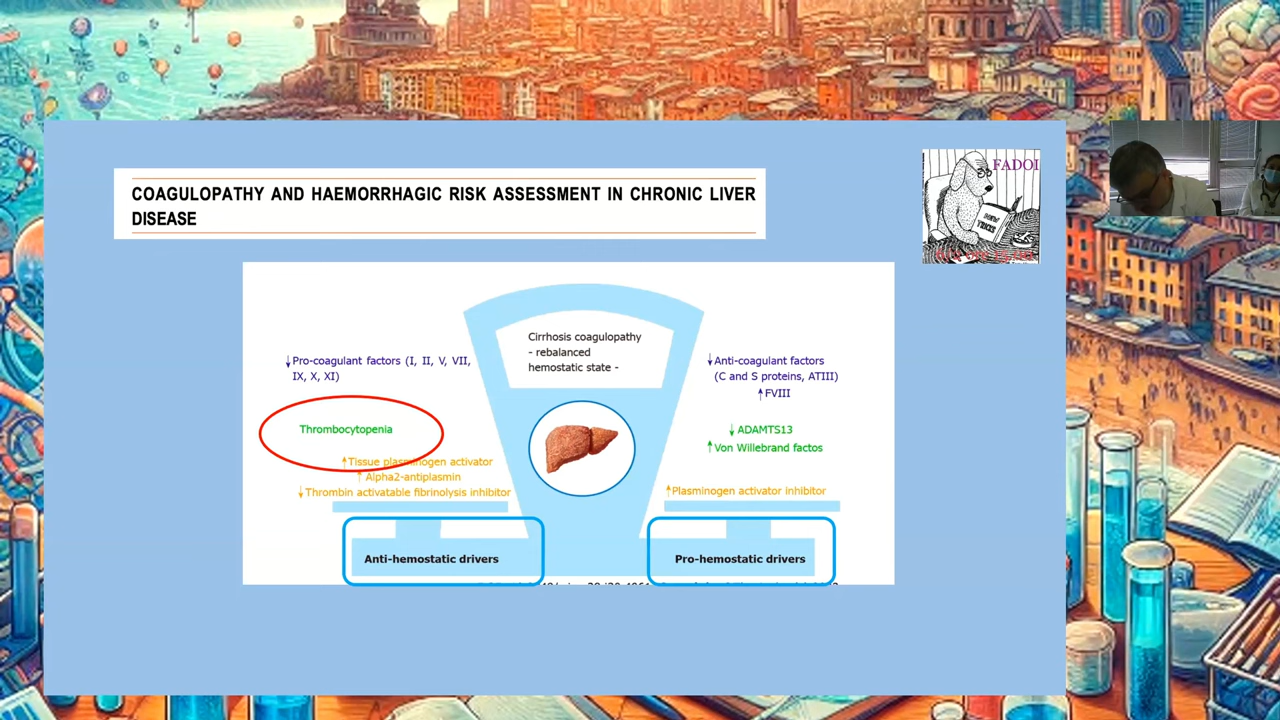 FADOI
COAGULOPATHY AND HAEMORRHAGIC RISK ASSESSMENT IN CHRONIC LIVER
DISEASE
Cirrhosis coagulopathy
- rebalanced
hemostatic state -
↓Pro-coagulant factors (I, II, V, VII,
IX, X, XI)
Thrombocytopenia
↑Tissue plasminogen activator
↑ Alpha2-antiplasmin
↓Thrombin activatable fibrinolysis inhibitor
Anti-hemostatic drivers
↓Anti-coagulant factors
(C and S proteins, ATIII)
↑FVIII
↓ ADAMTS13
↑Von Willebrand factos
↑Plasminogen activator inhibitor
Pro-hemostatic drivers